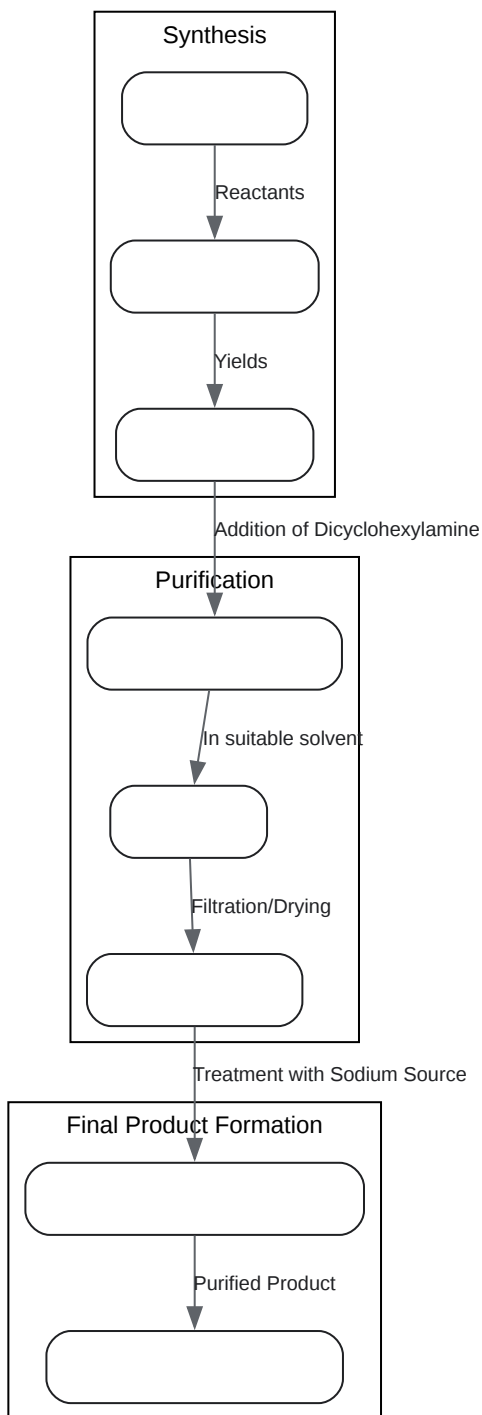 Synthesis
Reactants
Yields
Addition of Dicyclohexylamine
Purification
In suitable solvent
Filtration/Drying
Treatment with Sodium Source
Final Product Formation
Purified Product